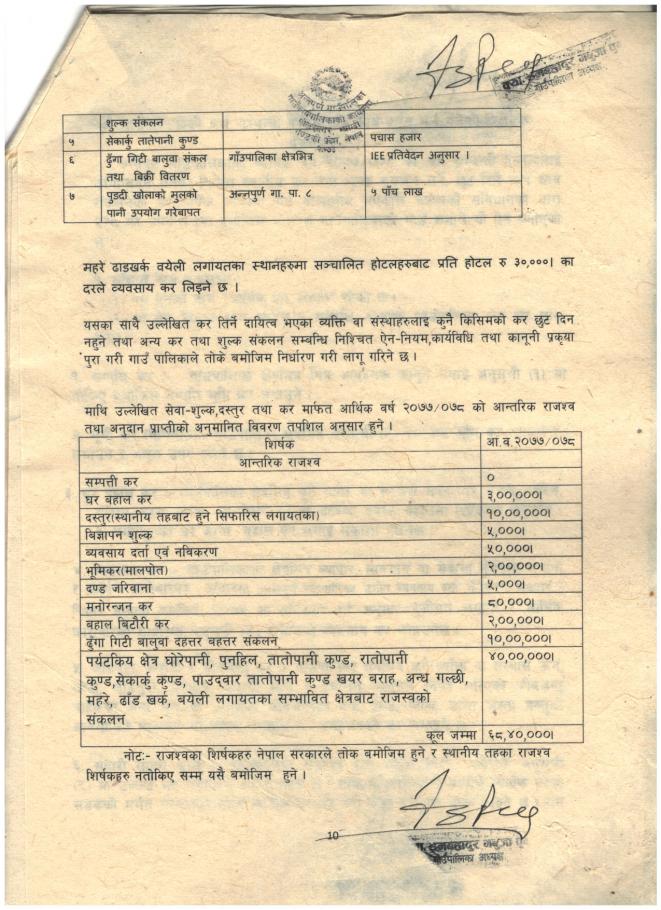 शुल्क संकलन
५ सेकार्कु तातेपानी कुण्ड पचास हजार
६ ढुँगा गिटी बालुवा संकल गाँउपालिका क्षेत्रभित्र IEE प्रतिवेदन अनुसार ।
तथा बिक्री वितरण
७ पुडदी खोलाको मुलको अन्नपुर्ण गा. पा. ८ ५ पाँच लाख
पानी उपयोग गरेबापत
महरे ढाडखर्क वयेली लगायतका स्थानहरुमा सञ्चालित होटलहरुबाट प्रति होटल रु ३०,०००। का
दरले व्यवसाय कर लिइने छ ।
यसका साथै उल्लेखित कर तिर्ने दायित्व भएका व्यक्ति वा संस्थाहरुलाइ कुनै किसिमको कर छुट दिन
नहुने तथा अन्य कर तथा शुल्क संकलन सम्बन्धि निश्चित ऐन-नियम,कार्यविधि तथा कानूनी प्रकृया
पुरा गरी गाउँ पालिकाले तोके बमोजिम निर्धारण गरी लागू गरिने छ ।
माथि उल्लेखित सेवा-शुल्क,दस्तुर तथा कर मार्फत आर्थिक वर्ष २०७७/०७८ को आन्तरिक राजश्व
तथा अनुदान प्राप्तीको अनुमानित विवरण तपशिल अनुसार हुने ।
शिर्षक आ.व.२०७७/०७८
आन्तरिक राजश्व
सम्पत्ती कर ०
घर बहाल कर ३,००,०००।
दस्तुर(स्थानीय तहबाट हुने सिफारिस लगायतका) १०,००,०००।
बिज्ञापन शुल्क ५,०००।
ब्यवसाय दर्ता एवं नविकरण ५०,०००।
भूमिकर(मालपोत) २,००,०००।
दण्ड जरिवाना ५,०००।
मनोरन्जन कर ८०,०००।
बहाल बिटौरी कर २,००,०००।
ढुँगा गिटी बालुवा दहत्तर बहत्तर संकलन १०,००,०००।
पर्यटकिय क्षेत्र घोरेपानी, पुनहिल, तातोपानी कुण्ड, रातोपानी ४०,००,०००।
कुण्ड,सेकार्कु कुण्ड, पाउद्वार तातोपानी कुण्ड खयर बराह, अन्ध गल्छी,
महरे, ढाँड खर्क, बयेली लगायतका सम्भावित क्षेत्रबाट राजस्वको
संकलन
कूल जम्मा ६८,४०,०००।
नोटः- राजश्वका शिर्षकहरु नेपाल सरकारले तोक बमोजिम हुने र स्थानीय तहका राजश्व
शिर्षकहरु नतोकिए सम्म यसै बमोजिम हुने ।
10
गाउँपालिका अध्यक्ष